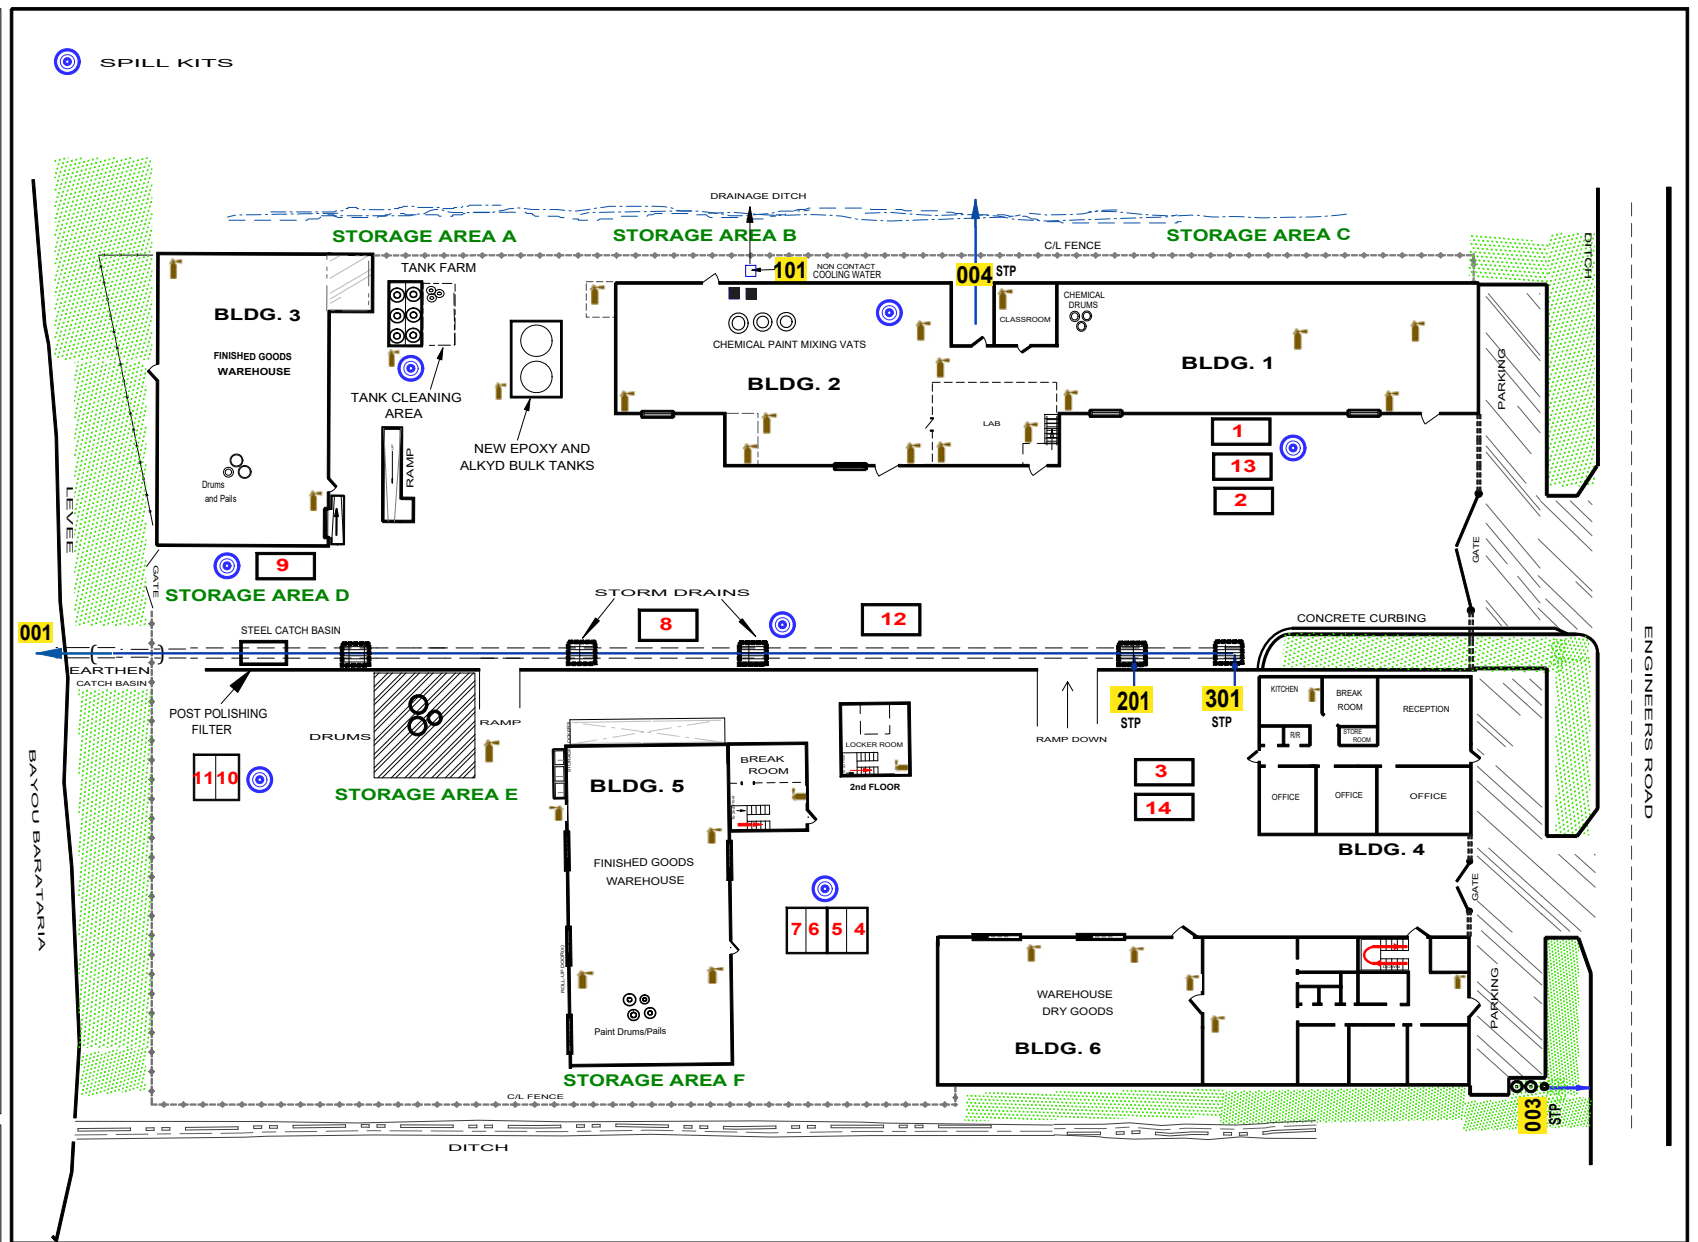 SPILL KITS
DRAINAGE DITCH
STORAGE AREA A
STORAGE AREA B
STORAGE AREA C
C/L FENCE
DITCH
TANK FARM
101
NON CONTACT
COOLING WATER
004 STP
CLASSROOM
CHEMICAL
DRUMS
BLDG. 3
FINISHED GOODS
WAREHOUSE
CHEMICAL PAINT MIXING VATS
BLDG. 2
BLDG. 1
PARKING
TANK CLEANING
AREA
NEW EPOXY AND
ALKYD BULK TANKS
RAMP
LAB
1
13
2
Drums
and Pails
LEVEE
GATE
GATE
9
STORAGE AREA D
STORM DRAINS
8
12
CONCRETE CURBING
001
STEEL CATCH BASIN
EARTHEN
CATCH BASIN
POST POLISHING
FILTER
DRUMS
RAMP
RAMP DOWN
201
STP
301
STP
KITCHEN
BREAK
ROOM
RECEPTION
R/R
STORE
ROOM
OFFICE
OFFICE
OFFICE
BLDG. 4
ENGINEERS ROAD
BAYOU BARATARIA
11 10
STORAGE AREA E
BLDG. 5
BREAK
ROOM
LOCKER ROOM
2nd FLOOR
3
14
FINISHED GOODS
WAREHOUSE
ROLL-UP DOOR(S)
7 6 5 4
GATE
Paint Drums/Pails
STORAGE AREA F
WAREHOUSE
DRY GOODS
BLDG. 6
PARKING
C/L FENCE
DITCH
003
STP